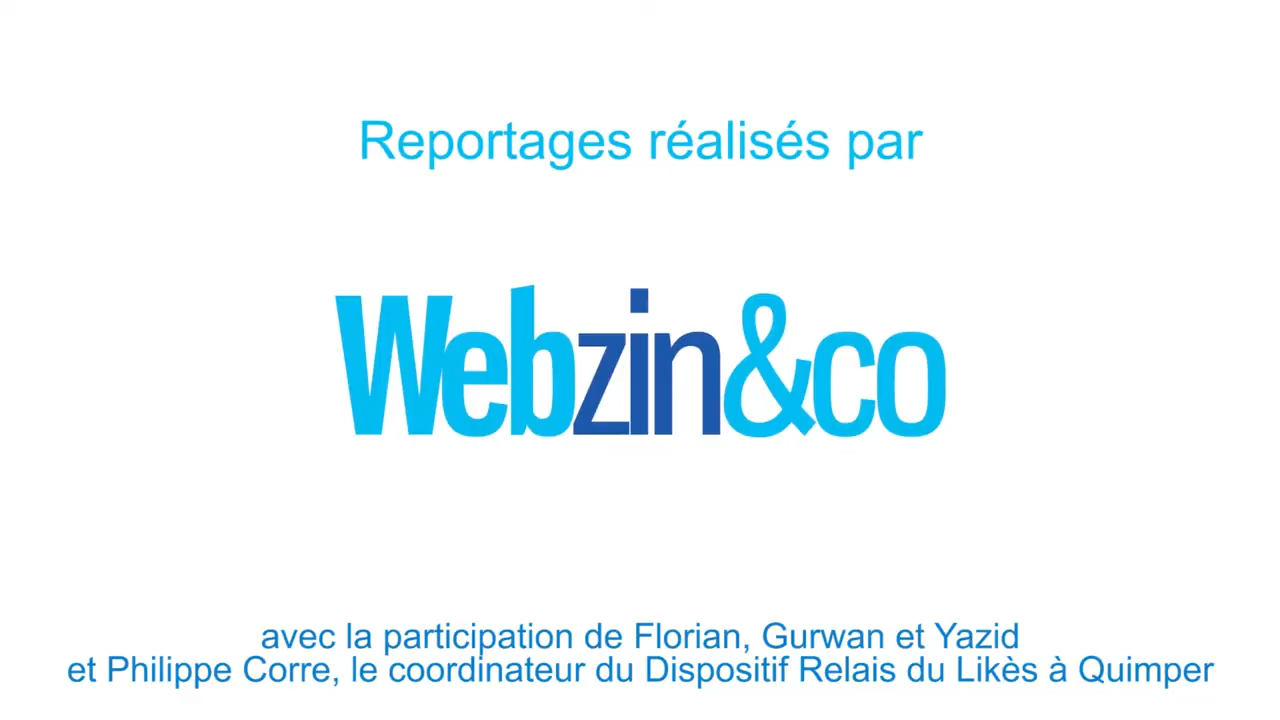 Reportages réalisés par
Webzin&co
avec la participation de Florian, Gurwan et Yazid
et Philippe Corre, le coordinateur du Dispositif Relais du Likès à Quimper